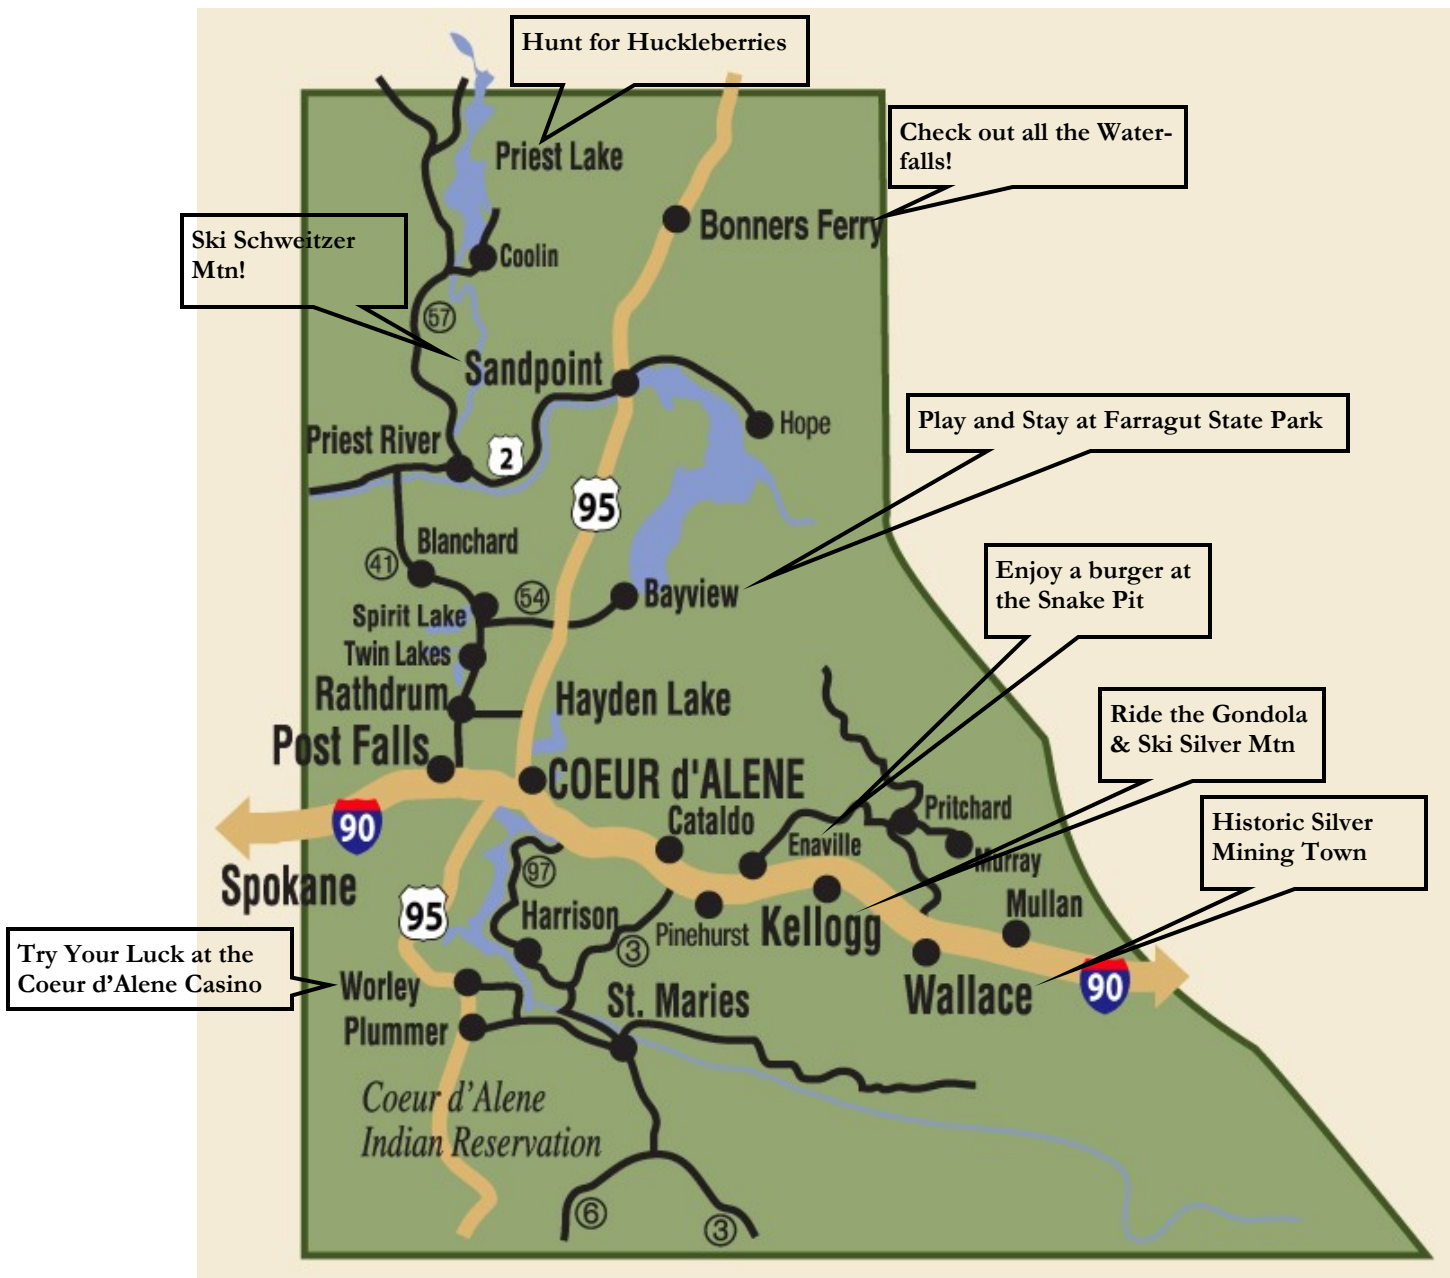 Hunt for Huckleberries
Check out all the Water-
falls!
Priest Lake
Bonners Ferry
Ski Schweitzer
Mtn!
Coolin
57
Sandpoint
Hope
Play and Stay at Farragut State Park
Priest River
2
95
Blanchard
41
Enjoy a burger at
the Snake Pit
54
Bayview
Spirit Lake
Twin Lakes
Rathdrum
Hayden Lake
Ride the Gondola
& Ski Silver Mtn
Post Falls
COEUR d'ALENE
Pritchard
Cataldo
90
Enaville
Historic Silver
Mining Town
Murray
97
Spokane
95
Harrison
Pinehurst
Kellogg
Mullan
3
Try Your Luck at the
Coeur d'Alene Casino
Worley
90
Wallace
St. Maries
Plummer
Coeur d'Alene
Indian Reservation
6
3